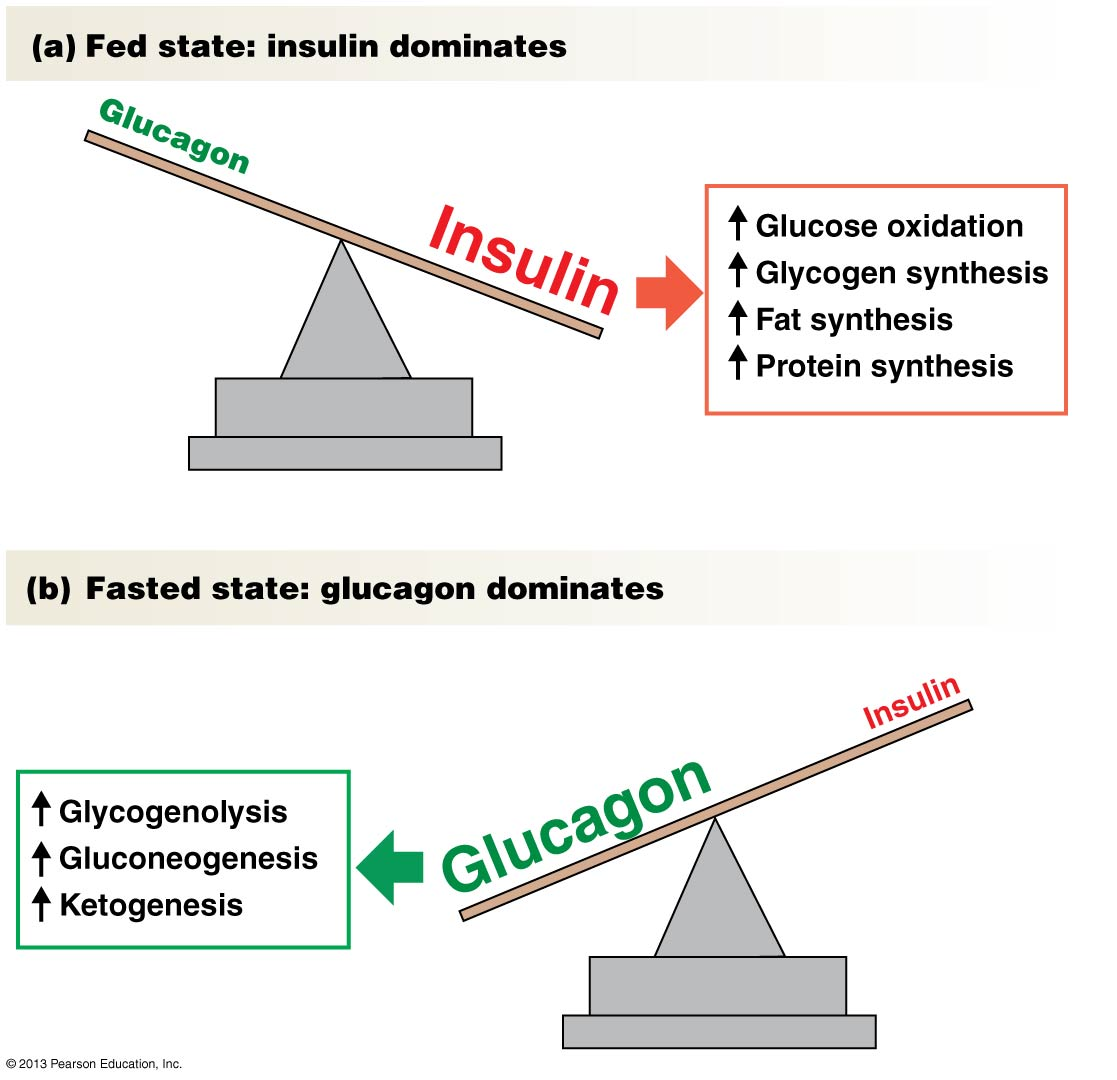 (a) Fed state: insulin dominates
Glucagon
Insulin
↑ Glucose oxidation
↑ Glycogen synthesis
↑ Fat synthesis
↑ Protein synthesis
(b) Fasted state: glucagon dominates
Insulin
Glucagon
↑ Glycogenolysis
↑ Gluconeogenesis
↑ Ketogenesis
© 2013 Pearson Education, Inc.